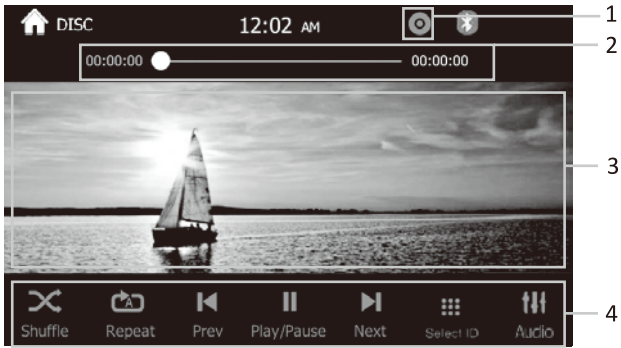 DISC 12:02 AM 1
2
00:00:00 00:00:00
3
A
Shuffle Repeat Prev Play/Pause Next Select ID Audio
4